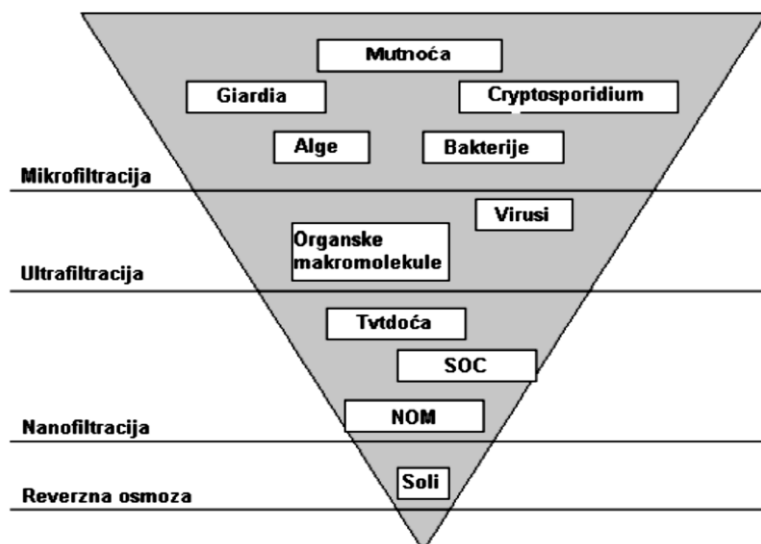 Mutnoća
Giardia
Cryptosporidium
Alge
Bakterije
Mikrofiltracija
Virusi
Organske
makromolekule
Ultrafiltracija
Tvtdoća
SOC
NOM
Nanofiltracija
Soli
Reverzna osmoza